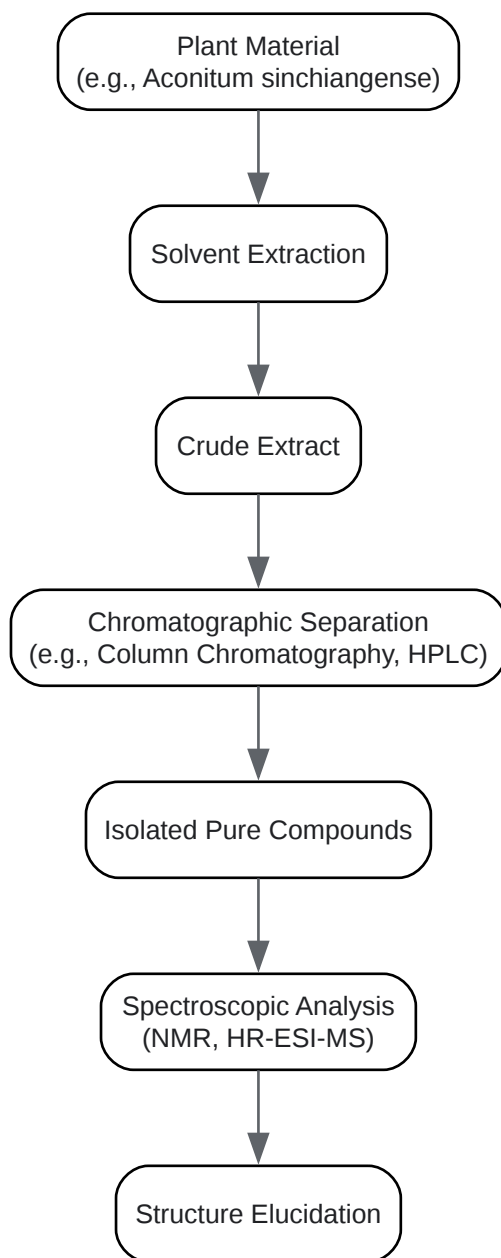 Plant Material
(e.g., Aconitum sinchiangense)
Solvent Extraction
Crude Extract
Chromatographic Separation
(e.g., Column Chromatography, HPLC)
Isolated Pure Compounds
Spectroscopic Analysis
(NMR, HR-ESI-MS)
Structure Elucidation